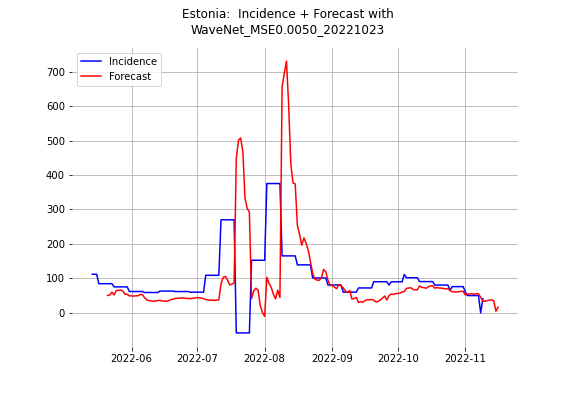 Estonia:  Incidence + Forecast with
WaveNet_MSE0.0050_20221023
Incidence
Forecast
700
600
500
400
300
200
100
0
2022-06 2022-07 2022-08 2022-09 2022-10 2022-11